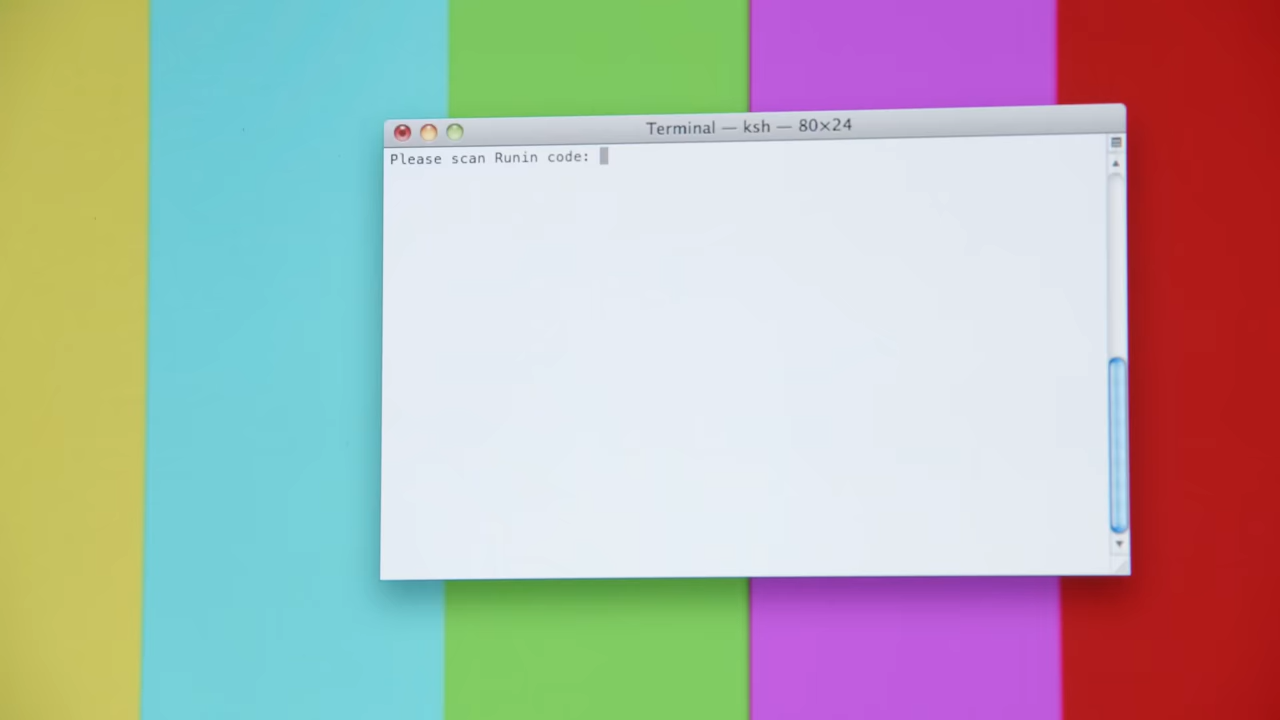 Terminal — ksh — 80×24
Please scan Runin code: